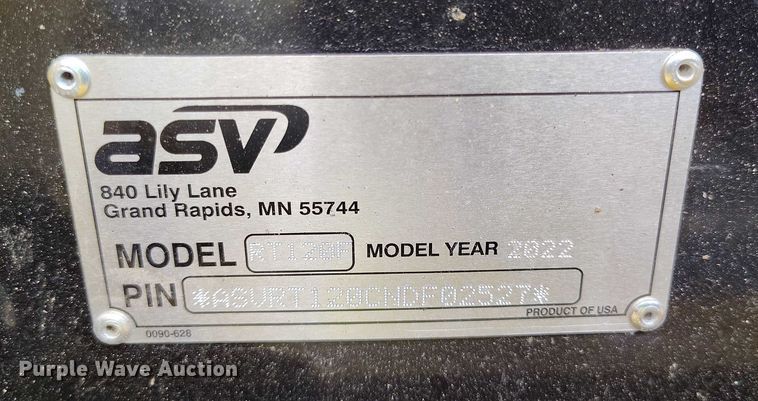 asv
840 Lily Lane
Grand Rapids, MN 55744
MODEL RT120F MODEL YEAR 2022
PIN *ASVRT120CNDF02527*
PRODUCT OF USA
0090-628
Purple Wave Auction